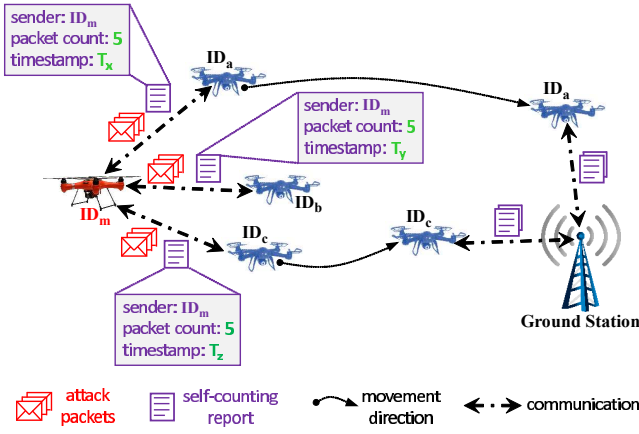 sender: IDm
packet count: 5
timestamp: Tx
IDa
IDa
sender: IDm
packet count: 5
timestamp: Ty
IDm
IDb
IDc
IDc
sender: IDm
packet count: 5
timestamp: Tz
Ground Station
attack
packets
self-counting
report
movement
direction
communication